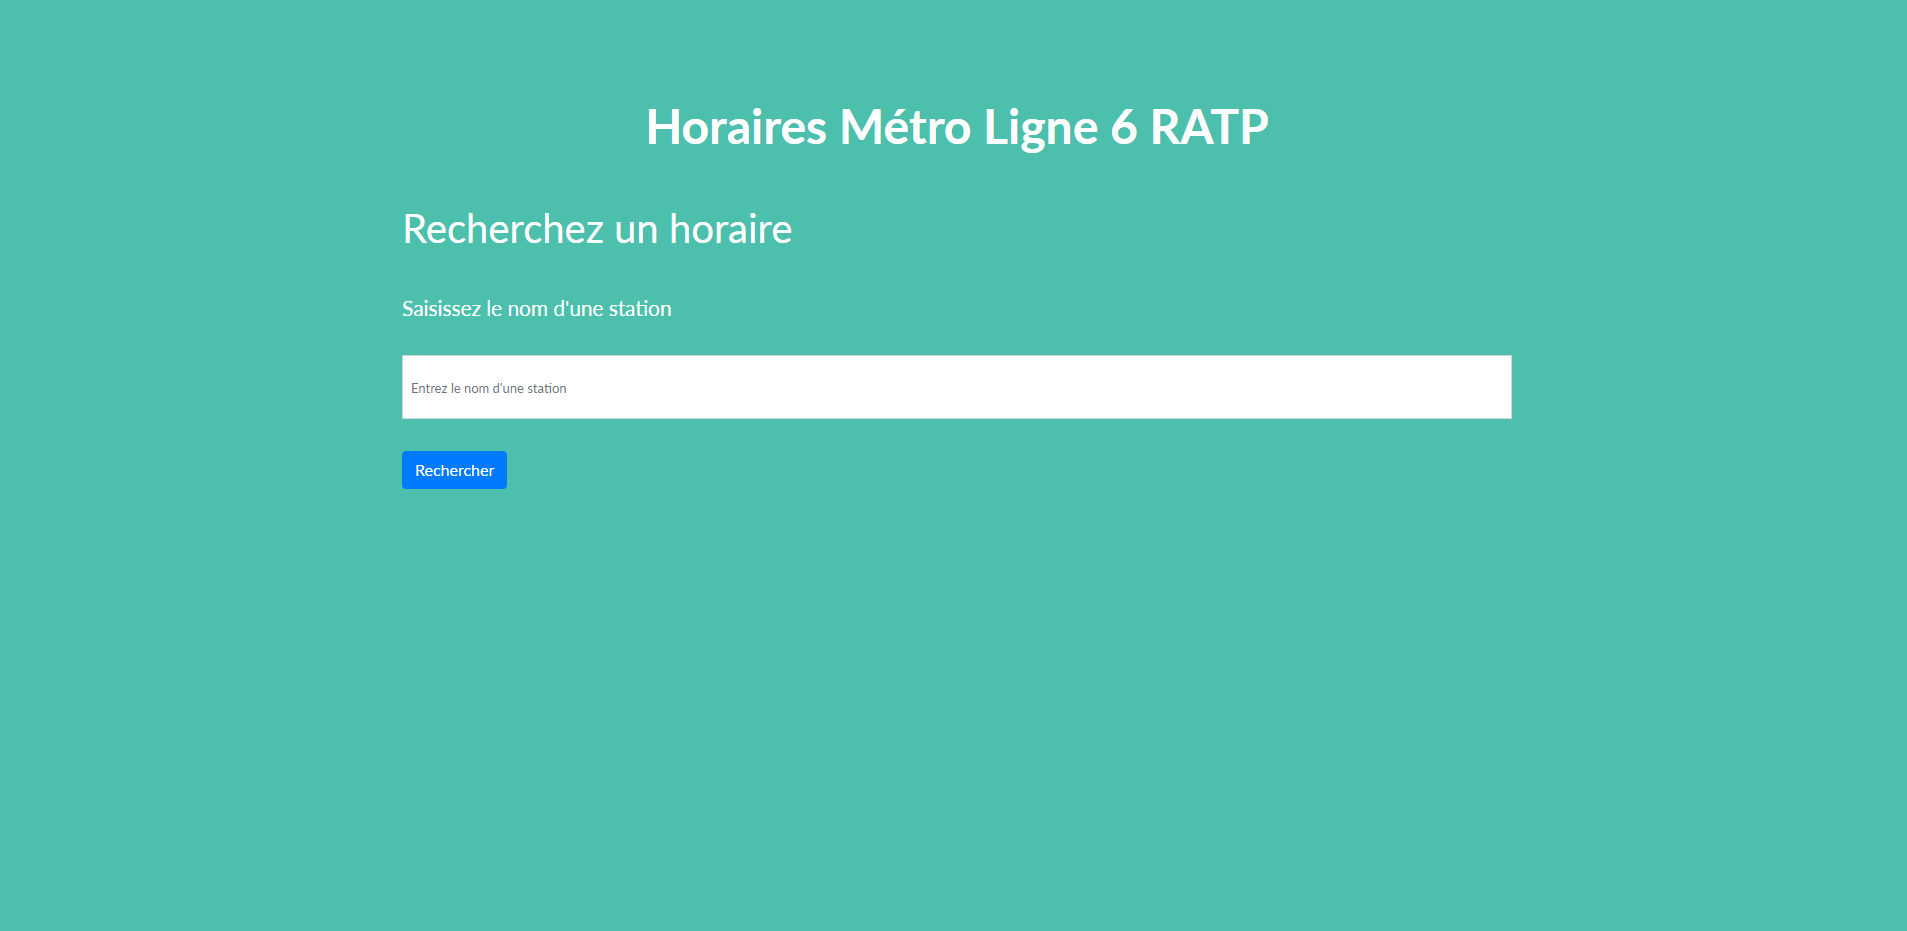 Horaires Métro Ligne 6 RATP
Recherchez un horaire
Saisissez le nom d'une station
Entrez le nom d'une station
Rechercher